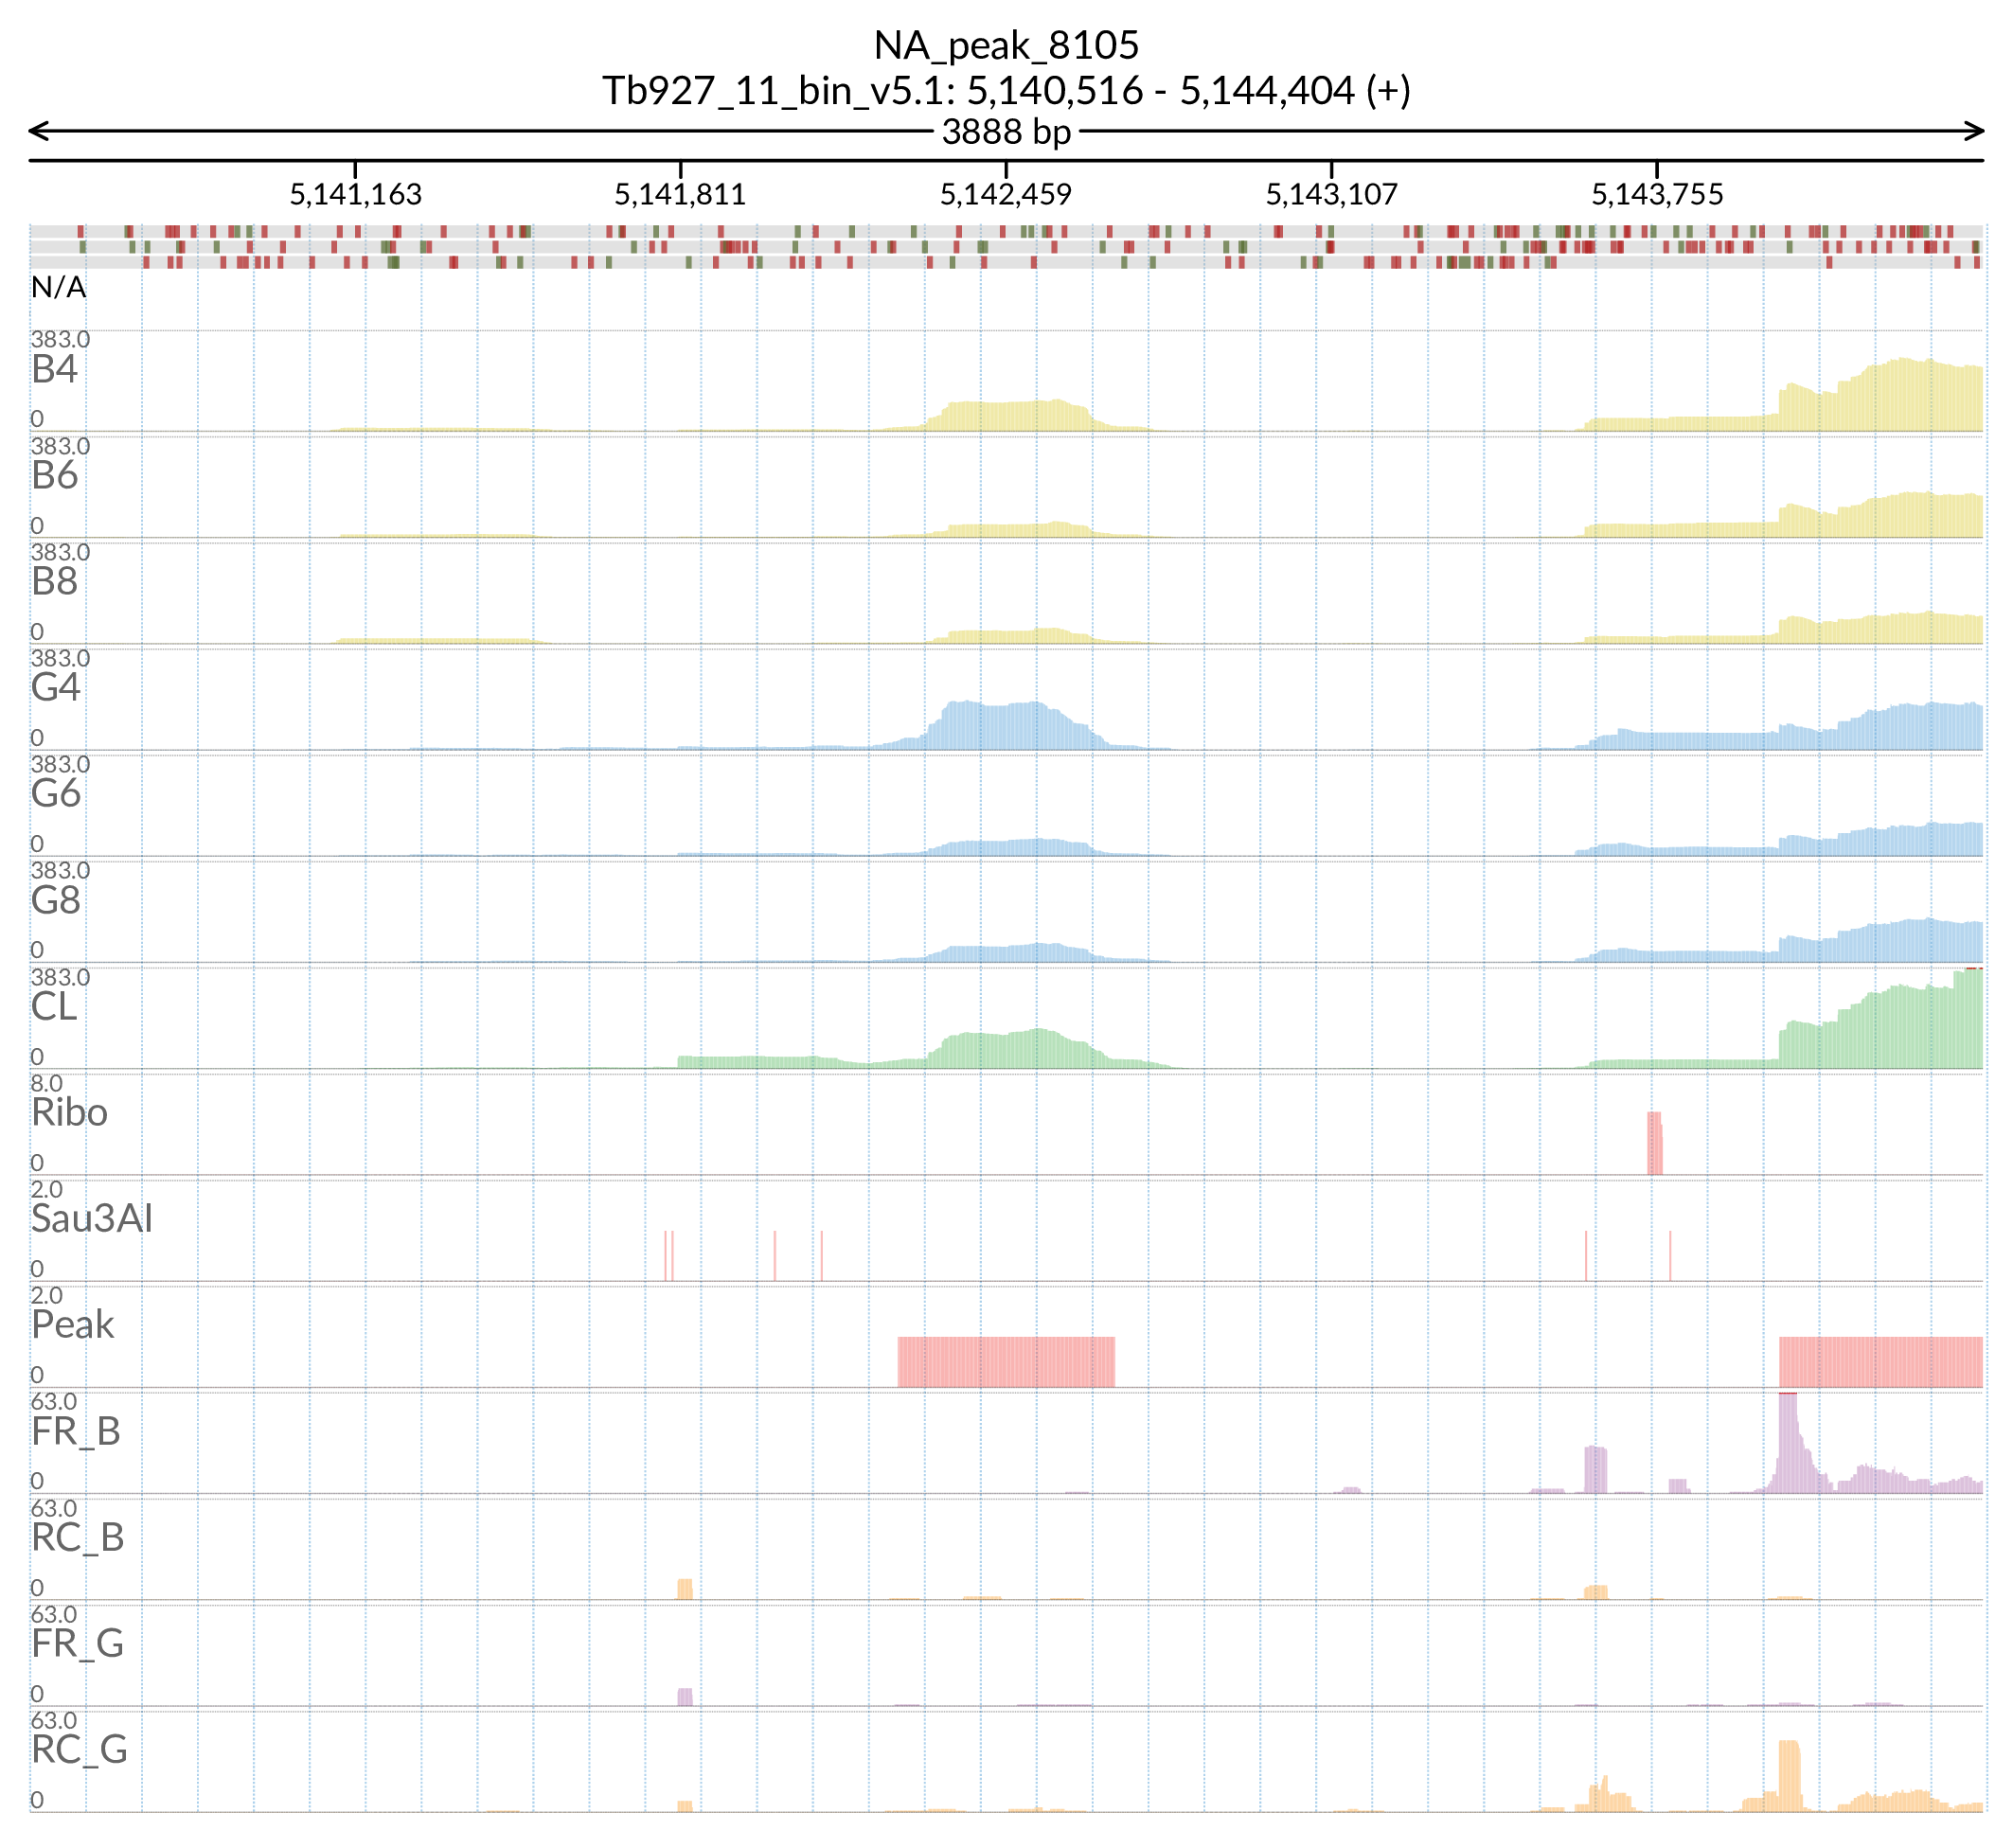 NA_peak_8105
Tb927_11_bin_v5.1: 5,140,516 - 5,144,404 (+)
3888 bp
5,141,163 5,141,811 5,142,459 5,143,107 5,143,755
N/A
383.0
B4
0
383.0
B6
0
383.0
B8
0
383.0
G4
0
383.0
G6
0
383.0
G8
0
383.0
CL
0
8.0
Ribo
0
2.0
Sau3AI
0
2.0
Peak
0
63.0
FR_B
0
63.0
RC_B
0
63.0
FR_G
0
63.0
RC_G
0